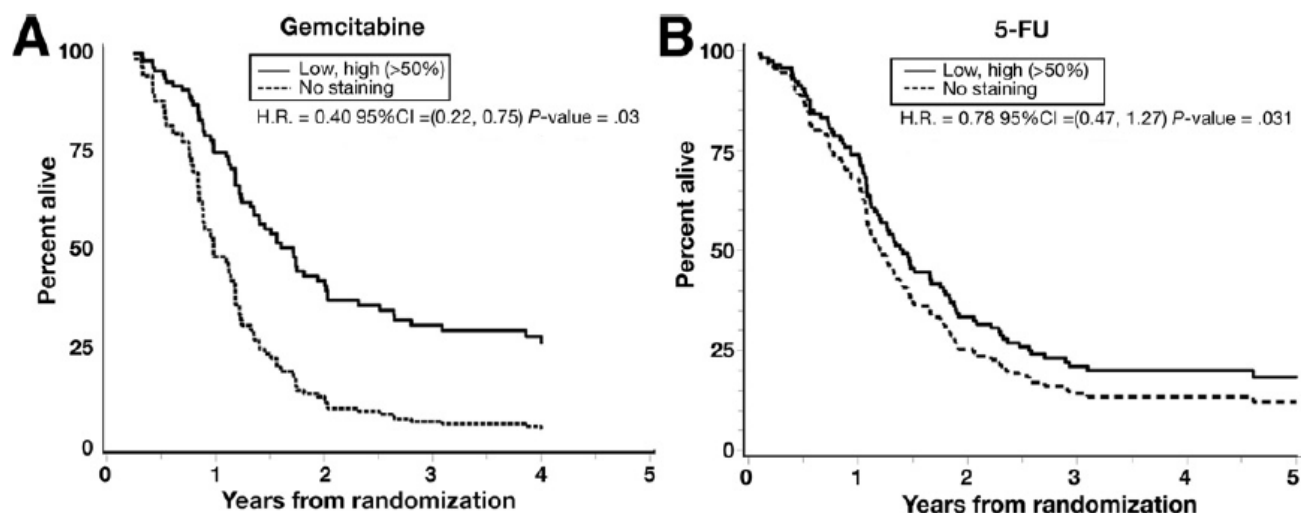 A
Gemcitabine
100
75
50
25
0
Percent alive
Low, high (>50%)
No staining
H.R. = 0.40 95%CI =(0.22, 0.75) P-value = .03
0 1 2 3 4 5
Years from randomization
B
5-FU
100
75
50
25
0
Percent alive
Low, high (>50%)
No staining
H.R. = 0.78 95%CI =(0.47, 1.27) P-value = .031
0 1 2 3 4 5
Years from randomization